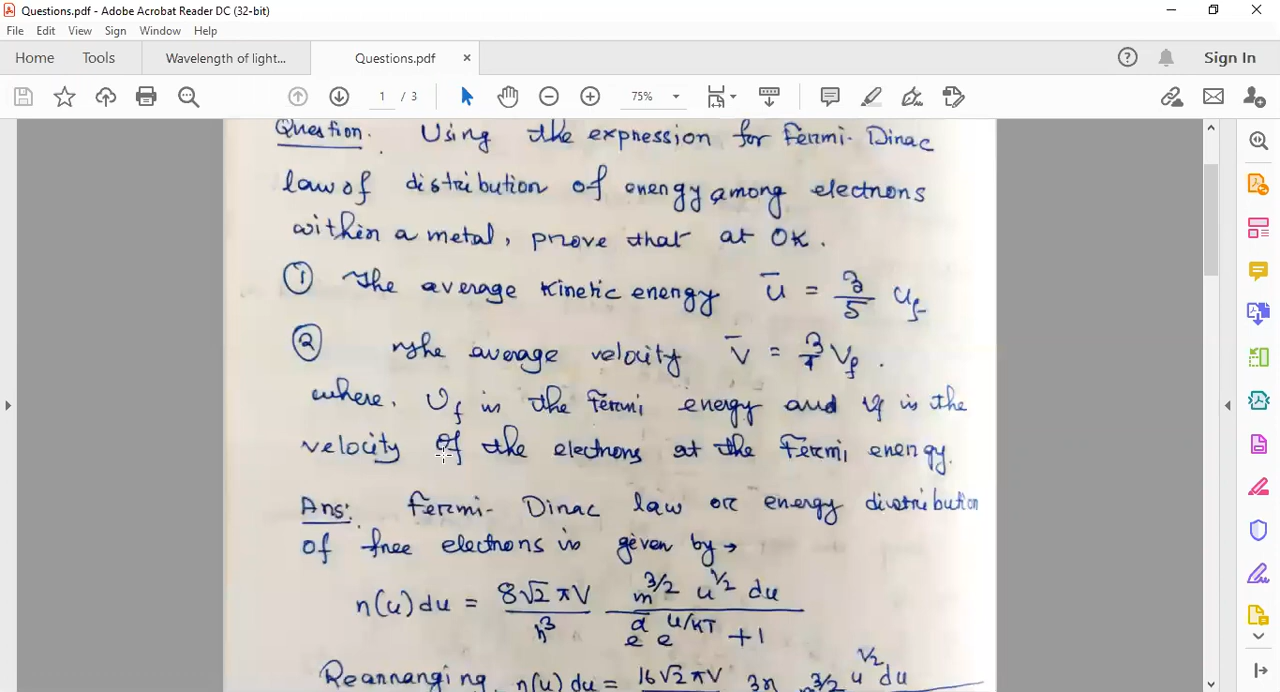 Questions.pdf - Adobe Acrobat Reader DC (32-bit)
File Edit View Sign Window Help
Home Tools Wavelength of light... Questions.pdf × Sign In
1 / 3 75%
Question. Using the expression for Fermi-Dirac
law of distribution of energy among electrons
within a metal, prove that at 0K.
① The average kinetic energy ū = 3/5 u_f
② The average velocity v̄ = 3/4 V_f.
where. U_f is the Fermi energy and V_f is the
velocity of the electrons at the Fermi energy.
Ans: Fermi-Dirac law or energy distribution
of free electrons is given by →
n(u)du = 8√2 πV / h³ m^3/2 u^1/2 du / e^α e^u/KT + 1
Rearranging, n(u)du = 16√2 πV 3n u^1/2 du